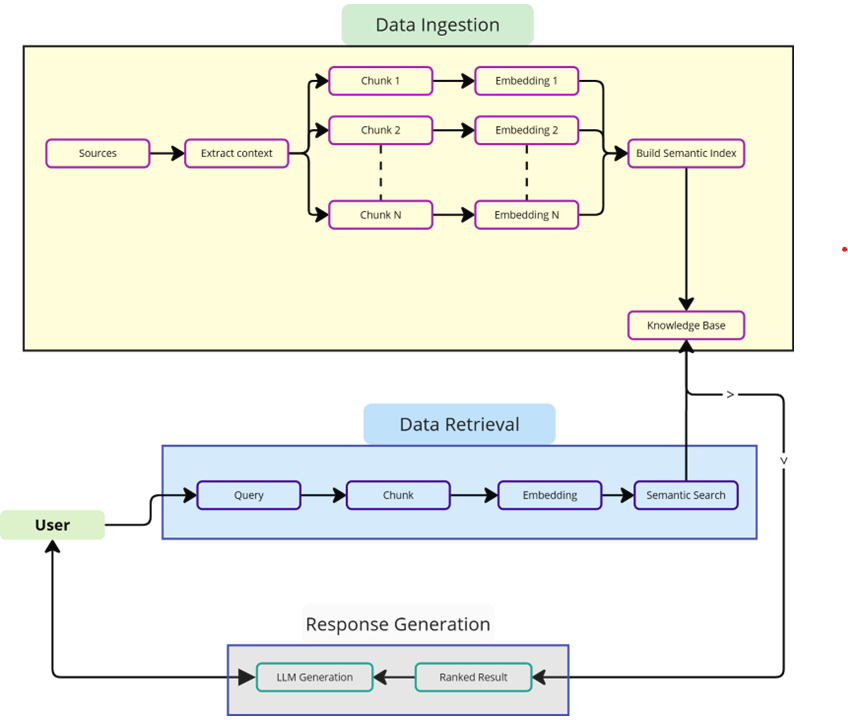 Data Ingestion
Chunk 1
Embedding 1
Chunk 2
Embedding 2
Sources
Extract context
Build Semantic Index
Chunk N
Embedding N
Knowledge Base
>
Data Retrieval
>
Query
Chunk
Embedding
Semantic Search
User
Response Generation
LLM Generation
Ranked Result